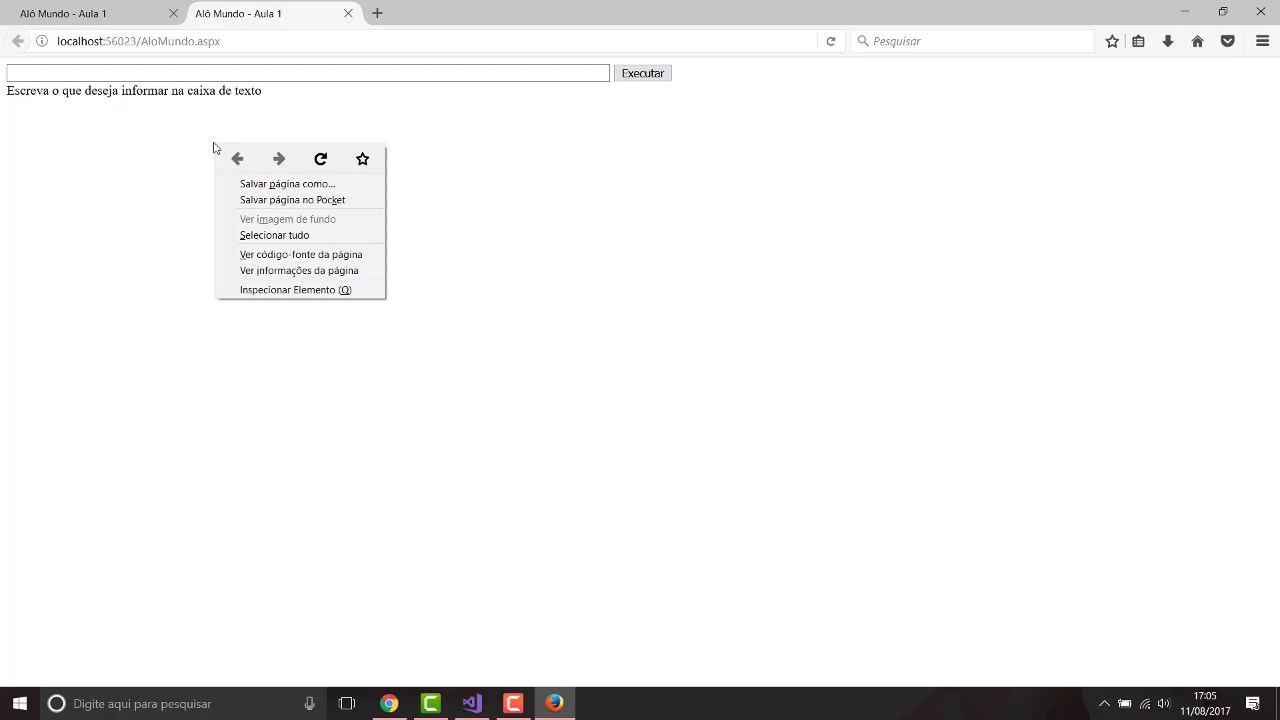 Alô Mundo - Aula 1
Alô Mundo - Aula 1
localhost:56023/AloMundo.aspx
Pesquisar
Executar
Escreva o que deseja informar na caixa de texto
Salvar página como...
Salvar página no Pocket
Ver imagem de fundo
Selecionar tudo
Ver código-fonte da página
Ver informações da página
Inspecionar Elemento (Q)
Digite aqui para pesquisar
17:05
11/08/2017